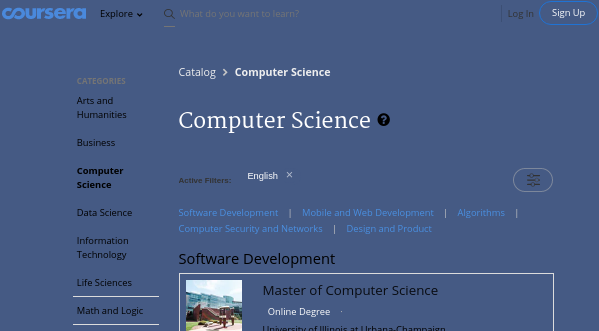 coursera Explore What do you want to learn? Log In Sign Up
Catalog > Computer Science
CATEGORIES
Arts and
Humanities
Business
Computer
Science
Data Science
Information
Technology
Life Sciences
Math and Logic
Computer Science ?
Active Filters: English ×
Software Development | Mobile and Web Development | Algorithms |
Computer Security and Networks | Design and Product
Software Development
Master of Computer Science
Online Degree ·
University of Illinois at Urbana-Champaign